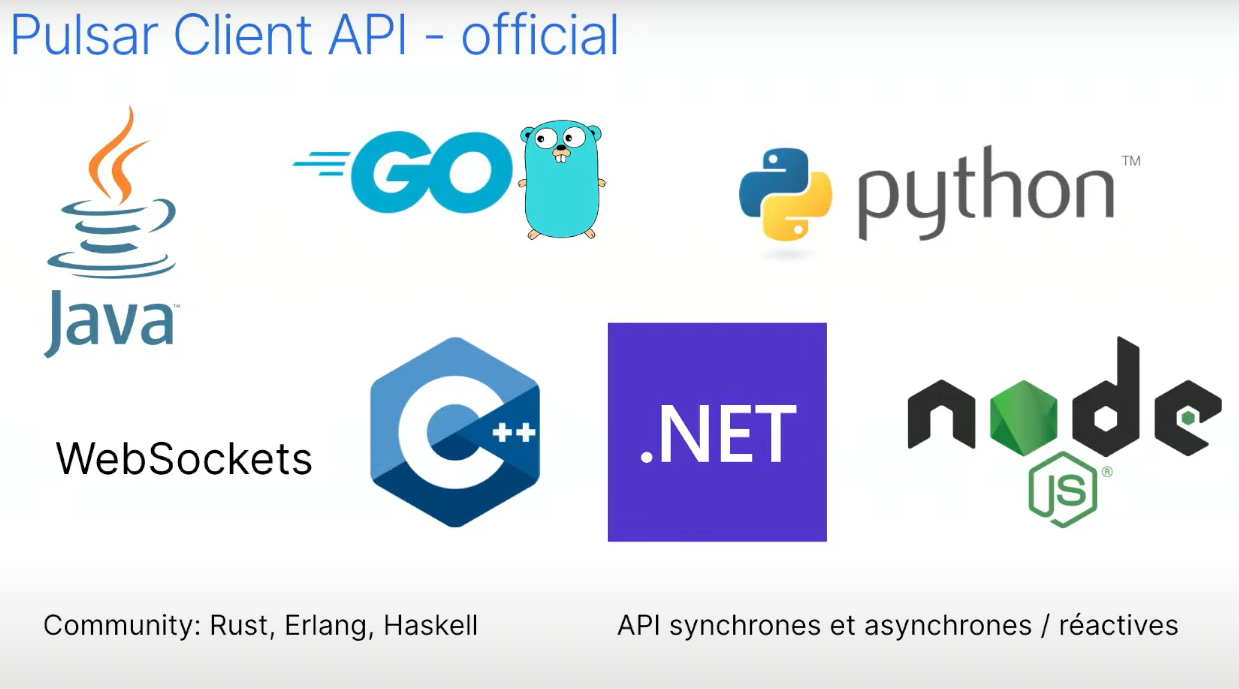 Pulsar Client API - official
GO
python™
Java™
WebSockets
C++
.NET
node
JS®
Community: Rust, Erlang, Haskell
API synchrones et asynchrones / réactives